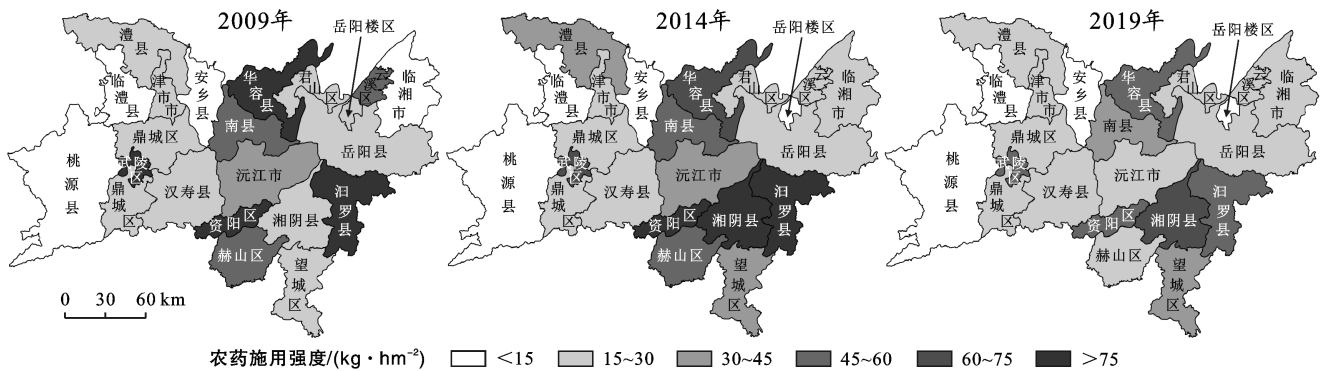 2009年
岳阳楼区
澧县
临澧县
津市市
安乡县
华容县
君山区
云溪区
临湘市
南县
鼎城区
岳阳县
桃源县
武陵区
沅江市
汉寿县
鼎城区
汨罗县
资阳区
湘阴县
赫山区
望城区
2014年
岳阳楼区
澧县
临澧县
津市市
安乡县
华容县
君山区
云溪区
临湘市
南县
鼎城区
岳阳县
桃源县
武陵区
沅江市
汉寿县
鼎城区
汨罗县
资阳区
湘阴县
赫山区
望城区
2019年
岳阳楼区
澧县
临澧县
津市市
安乡县
华容县
君山区
云溪区
临湘市
南县
鼎城区
岳阳县
桃源县
武陵区
沅江市
汉寿县
鼎城区
汨罗县
资阳区
湘阴县
赫山区
望城区
0 30 60 km
农药施用强度/(kg·hm⁻²) <15 15~30 30~45 45~60 60~75 >75